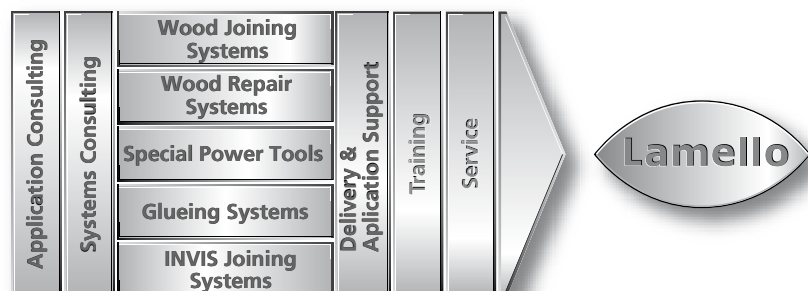 Application Consulting
Systems Consulting
Wood Joining
Systems
Wood Repair
Systems
Special Power Tools
Glueing Systems
INVIS Joining
Systems
Delivery &
Aplication Support
Training
Service
Lamello